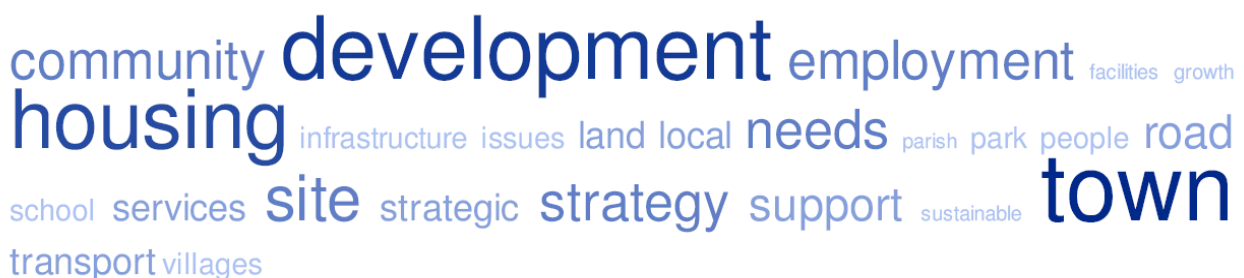 community development employment facilities growth
housing infrastructure issues land local needs parish park people road
school services site strategic strategy support sustainable town
transport villages